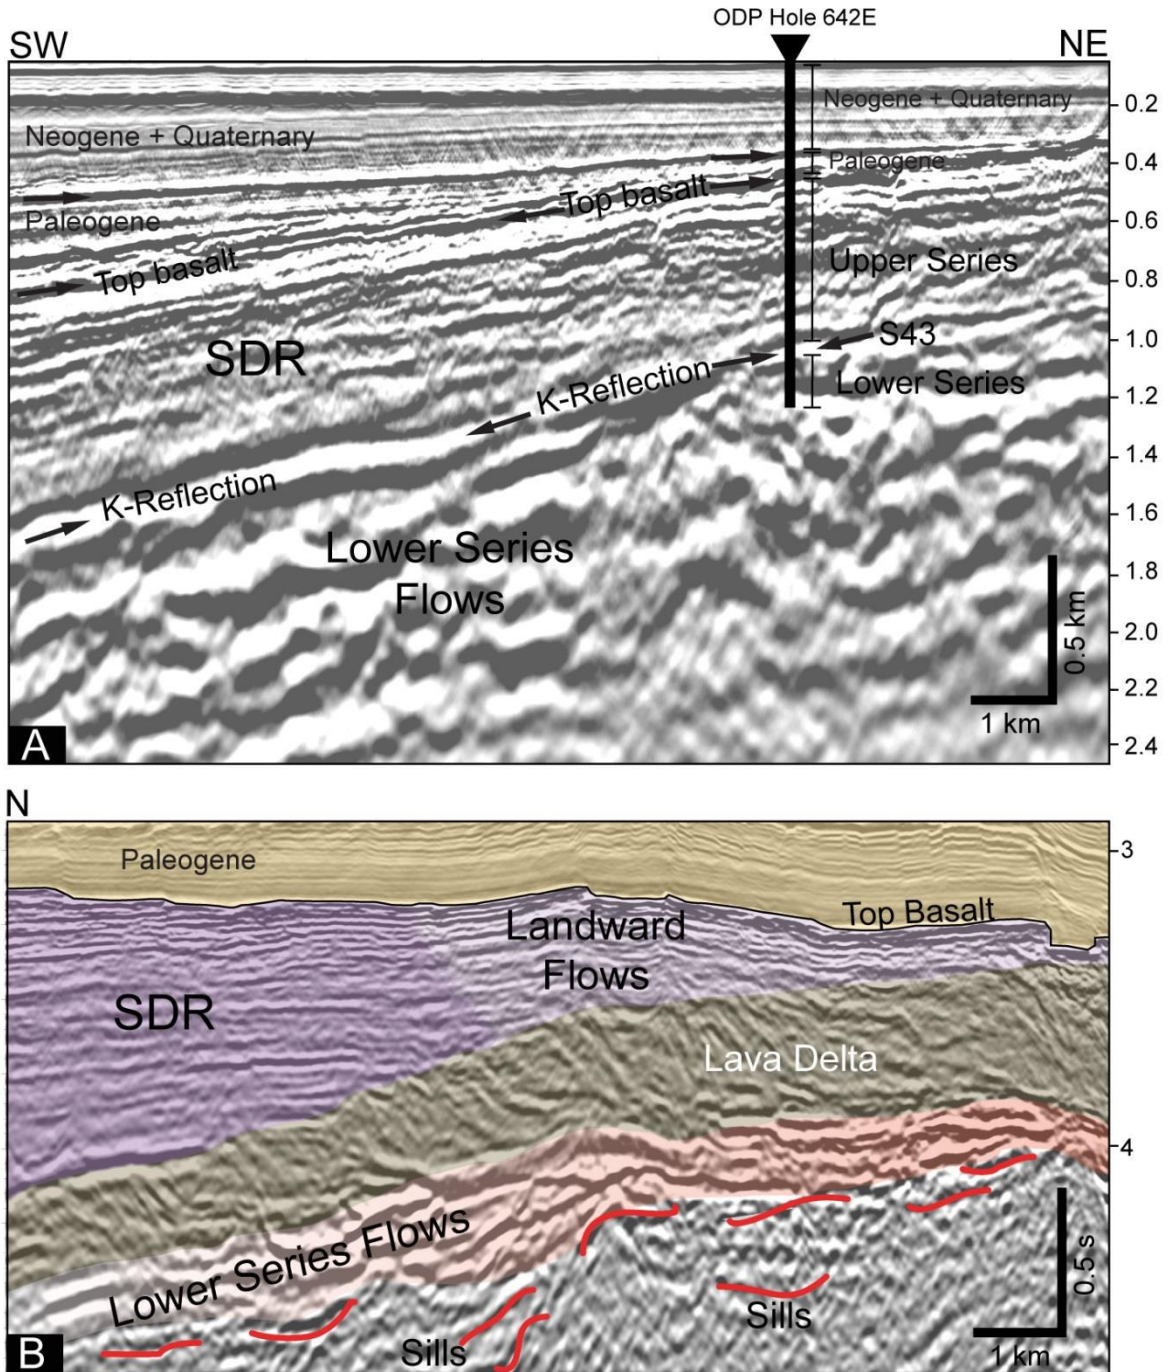 ODP Hole 642E
SW
NE
Neogene + Quaternary
0.2
Neogene + Quaternary
Paleogene
0.4
Top basalt
Paleogene
0.6
Upper Series
Top basalt
0.8
S43
1.0
SDR
K-Reflection
Lower Series
1.2
1.4
K-Reflection
1.6
Lower Series
Flows
1.8
0.5 km
2.0
2.2
1 km
A
2.4
N
Paleogene
3
Top Basalt
Landward
Flows
SDR
Lava Delta
4
Lower Series Flows
0.5 s
Sills
Sills
1 km
B